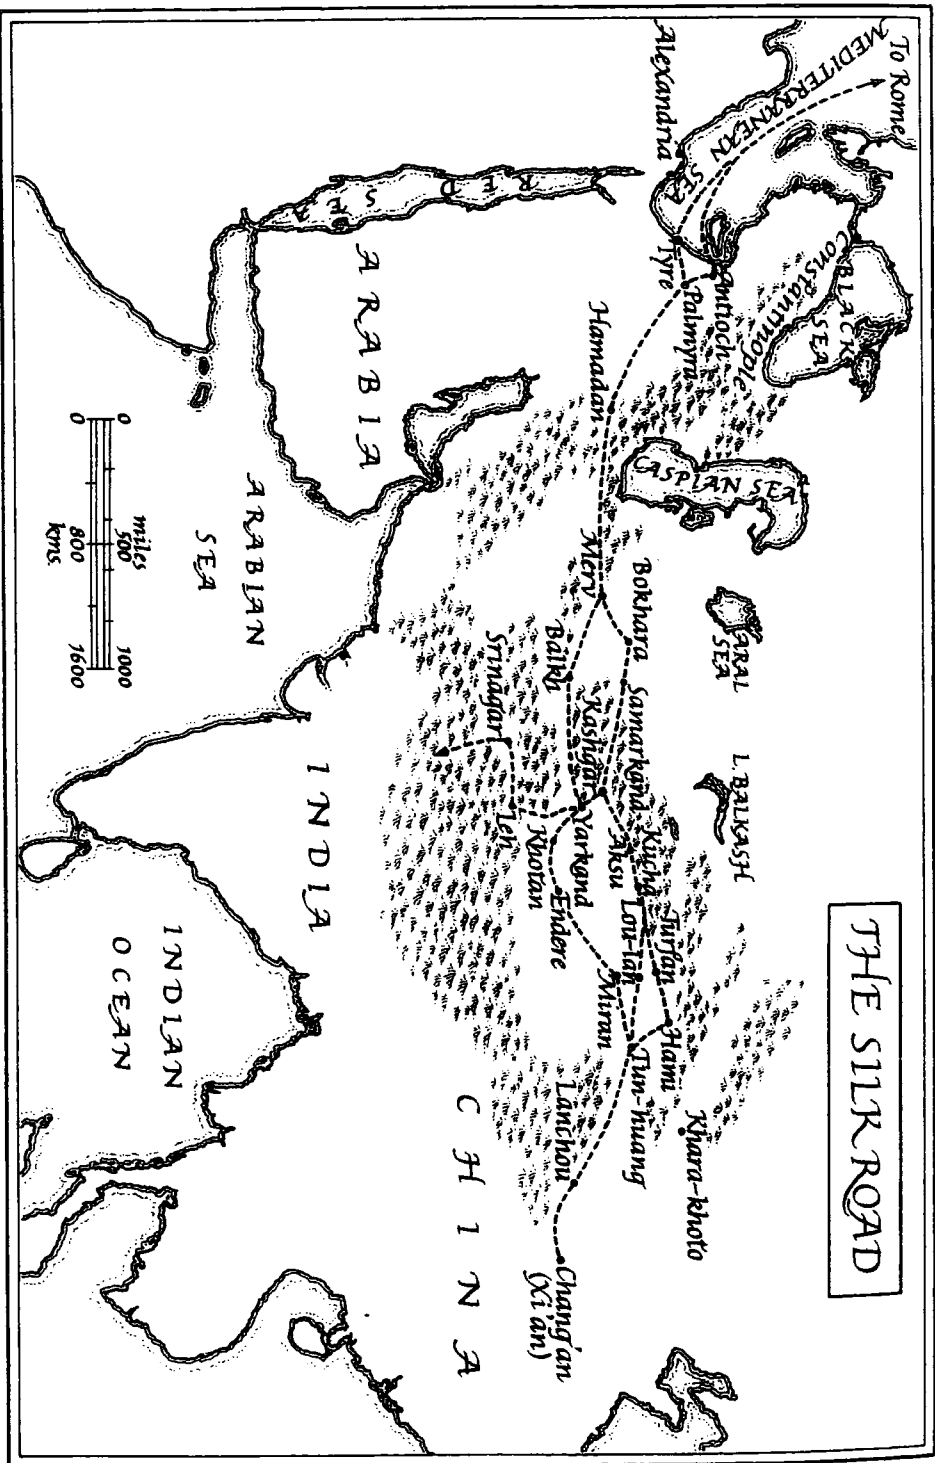 THE SILK ROAD
To Rome
MEDITERRANEAN
SEA
Alexandria
BLACK
SEA
Constantinople
Antioch
Tyre
Palmyra
Hamadan
CASPIAN SEA
ARAL
SEA
L. BALKASH
RED
SEA
ARABIA
Merv
Bokhara
Balkh
Samarkand
Kashgar
Srinagar
Leh
Yarkand
Khotan
Aksu
Kucha
Endere
Lou-lan
Turfan
Miran
Hami
Tun-huang
Khara-khoto
Lanchou
Chang'an
(Xi'an)
CHINA
INDIA
ARABIAN
SEA
INDIAN
OCEAN
miles
0 500 1000
0 800 1600
kms.